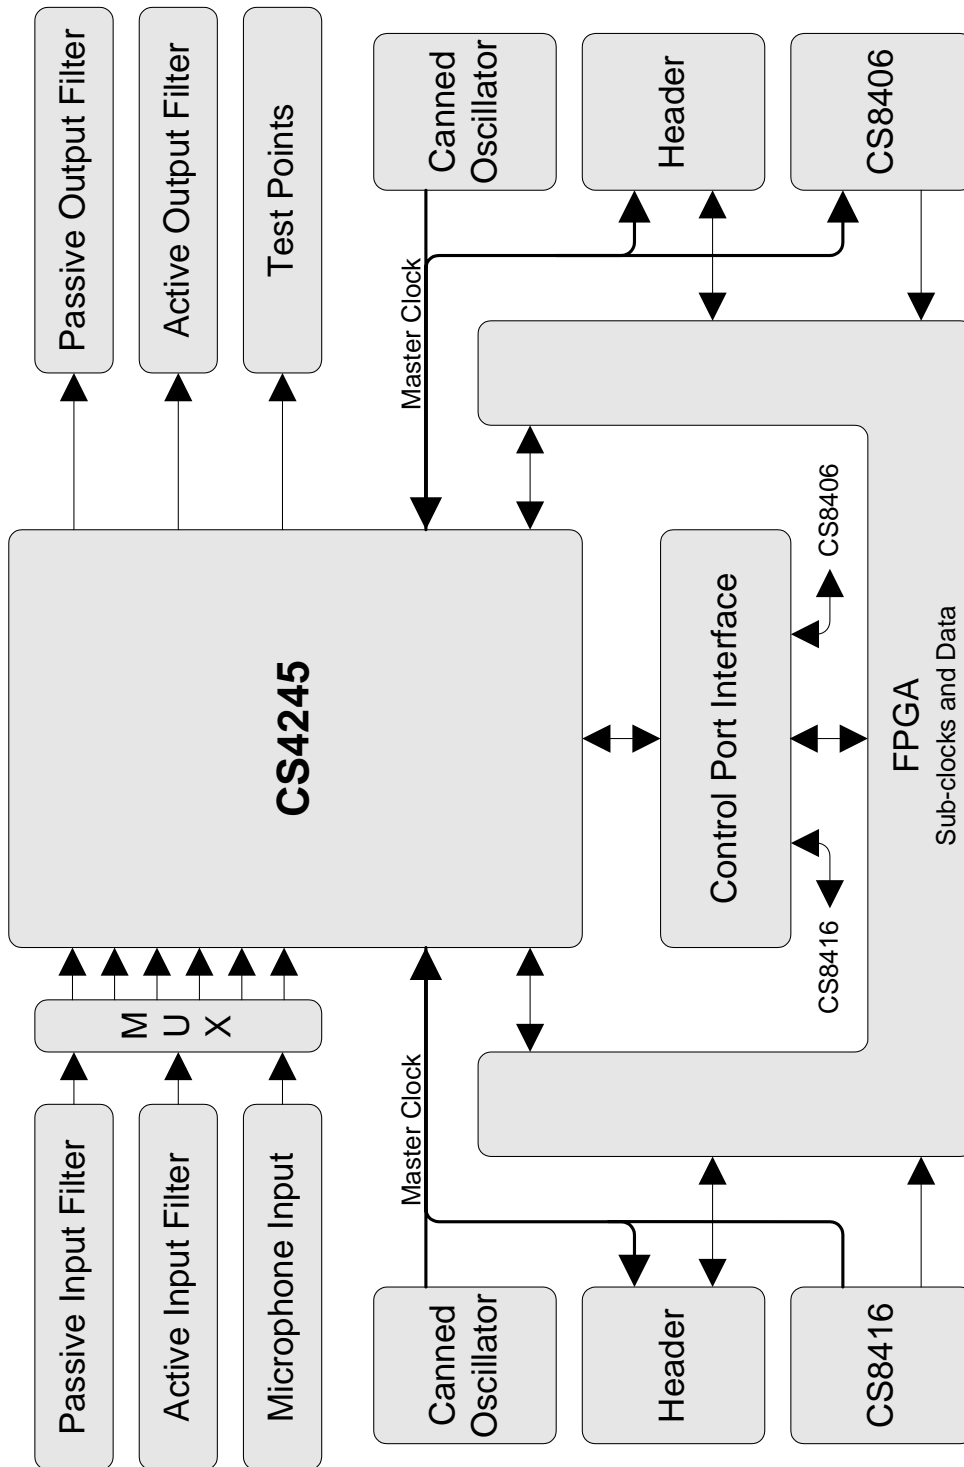 Passive Input Filter
Active Input Filter
Microphone Input
M
U
X
CS4245
Passive Output Filter
Active Output Filter
Test Points
Canned
Oscillator
Master Clock
Master Clock
Canned
Oscillator
Header
Control Port Interface
Header
CS8416
CS8416
CS8406
CS8406
FPGA
Sub-clocks and Data